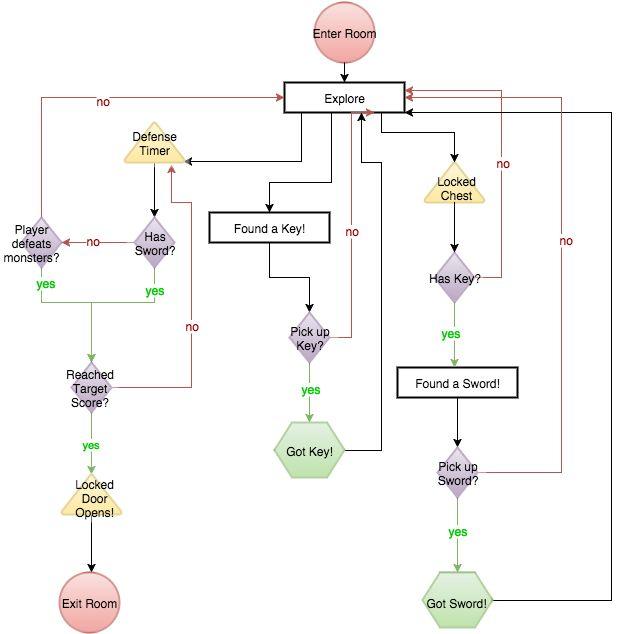 Enter Room
Explore
no
Defense
Timer
Locked
Chest
no
Player
defeats
monsters?
no
Has
Sword?
Found a Key!
no
no
Has Key?
yes
yes
no
Pick up
Key?
yes
Reached
Target
Score?
yes
Found a Sword!
yes
Got Key!
Pick up
Sword?
Locked
Door
Opens!
yes
Exit Room
Got Sword!